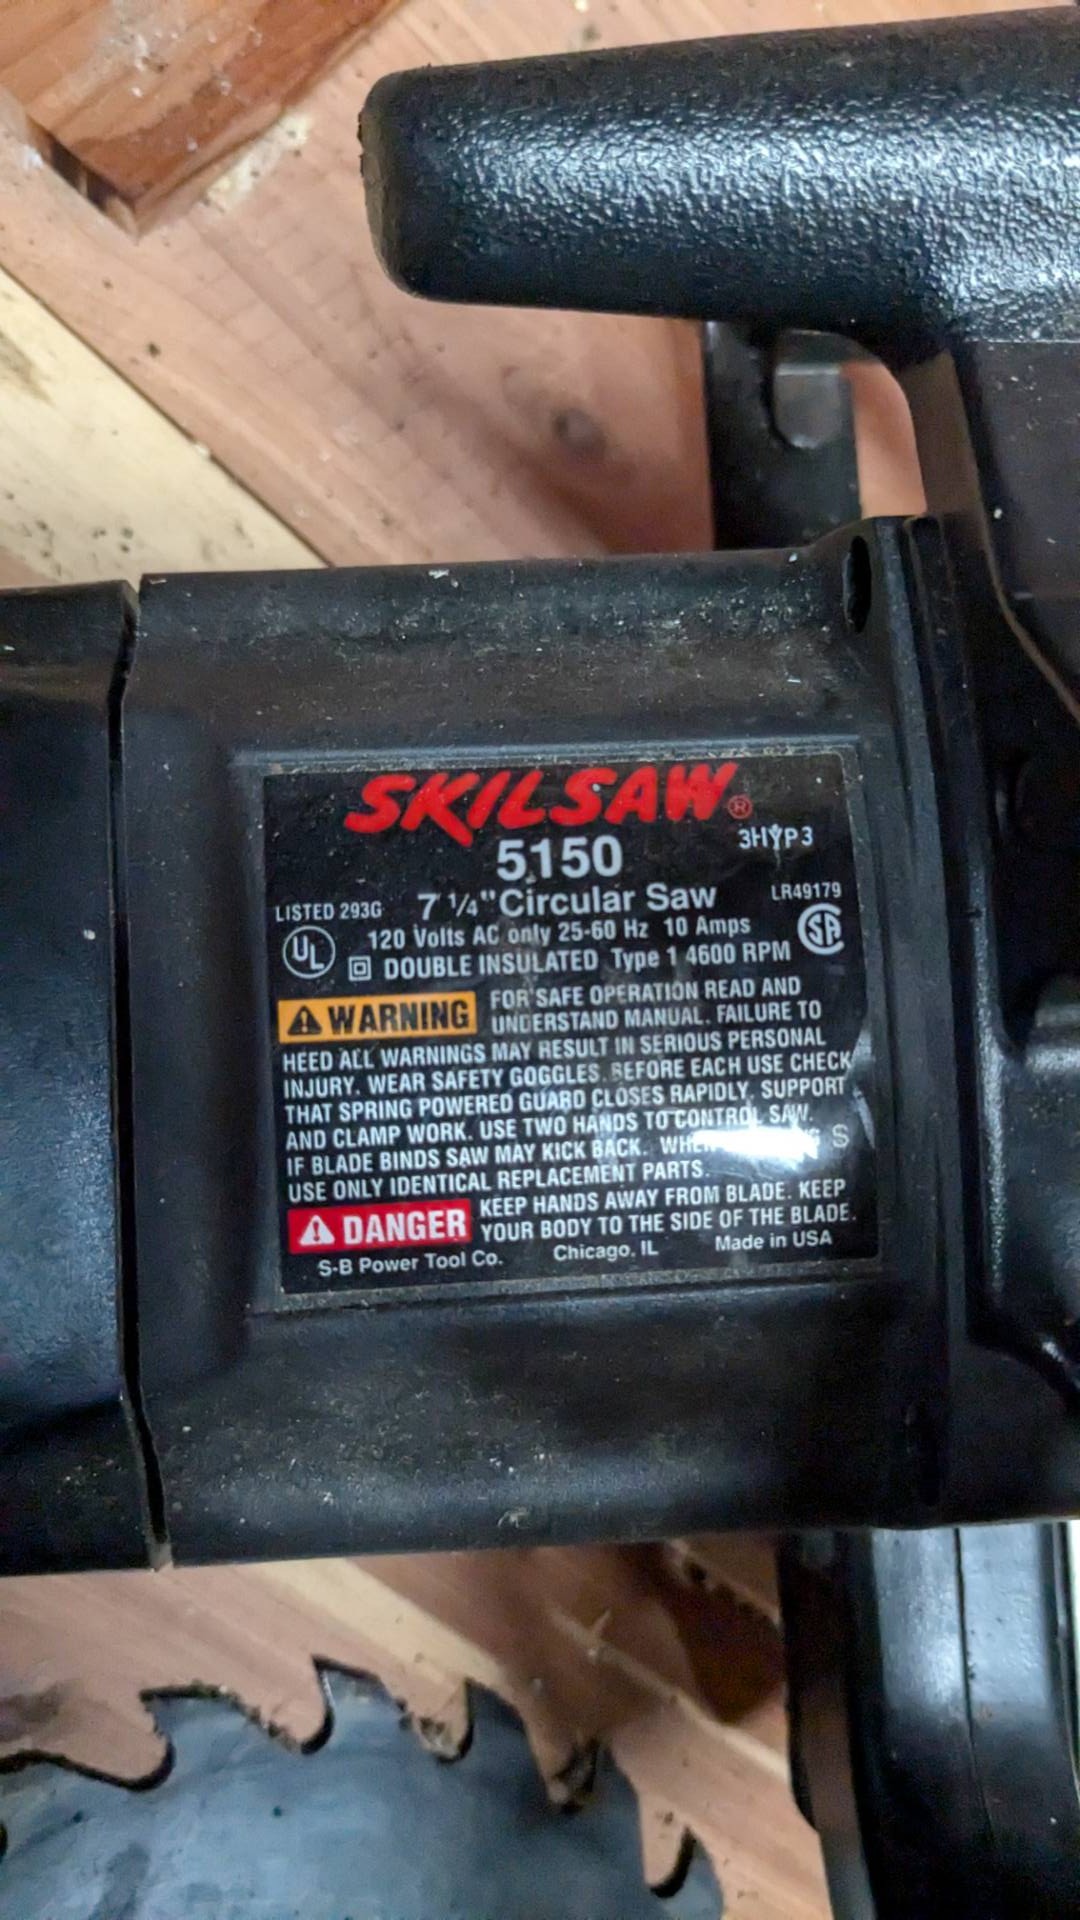 SKILSAW®
5150 3HYP3
LISTED 293G 7 1/4" Circular Saw LR49179
UL 120 Volts AC only 25-60 Hz 10 Amps SA
DOUBLE INSULATED Type 1 4600 RPM
WARNING FOR SAFE OPERATION READ AND
UNDERSTAND MANUAL. FAILURE TO
HEED ALL WARNINGS MAY RESULT IN SERIOUS PERSONAL
INJURY. WEAR SAFETY GOGGLES. BEFORE EACH USE CHECK
THAT SPRING POWERED GUARD CLOSES RAPIDLY. SUPPORT
AND CLAMP WORK. USE TWO HANDS TO CONTROL SAW.
IF BLADE BINDS SAW MAY KICK BACK. S
USE ONLY IDENTICAL REPLACEMENT PARTS.
DANGER KEEP HANDS AWAY FROM BLADE. KEEP
YOUR BODY TO THE SIDE OF THE BLADE.
S-B Power Tool Co. Chicago, IL Made in USA